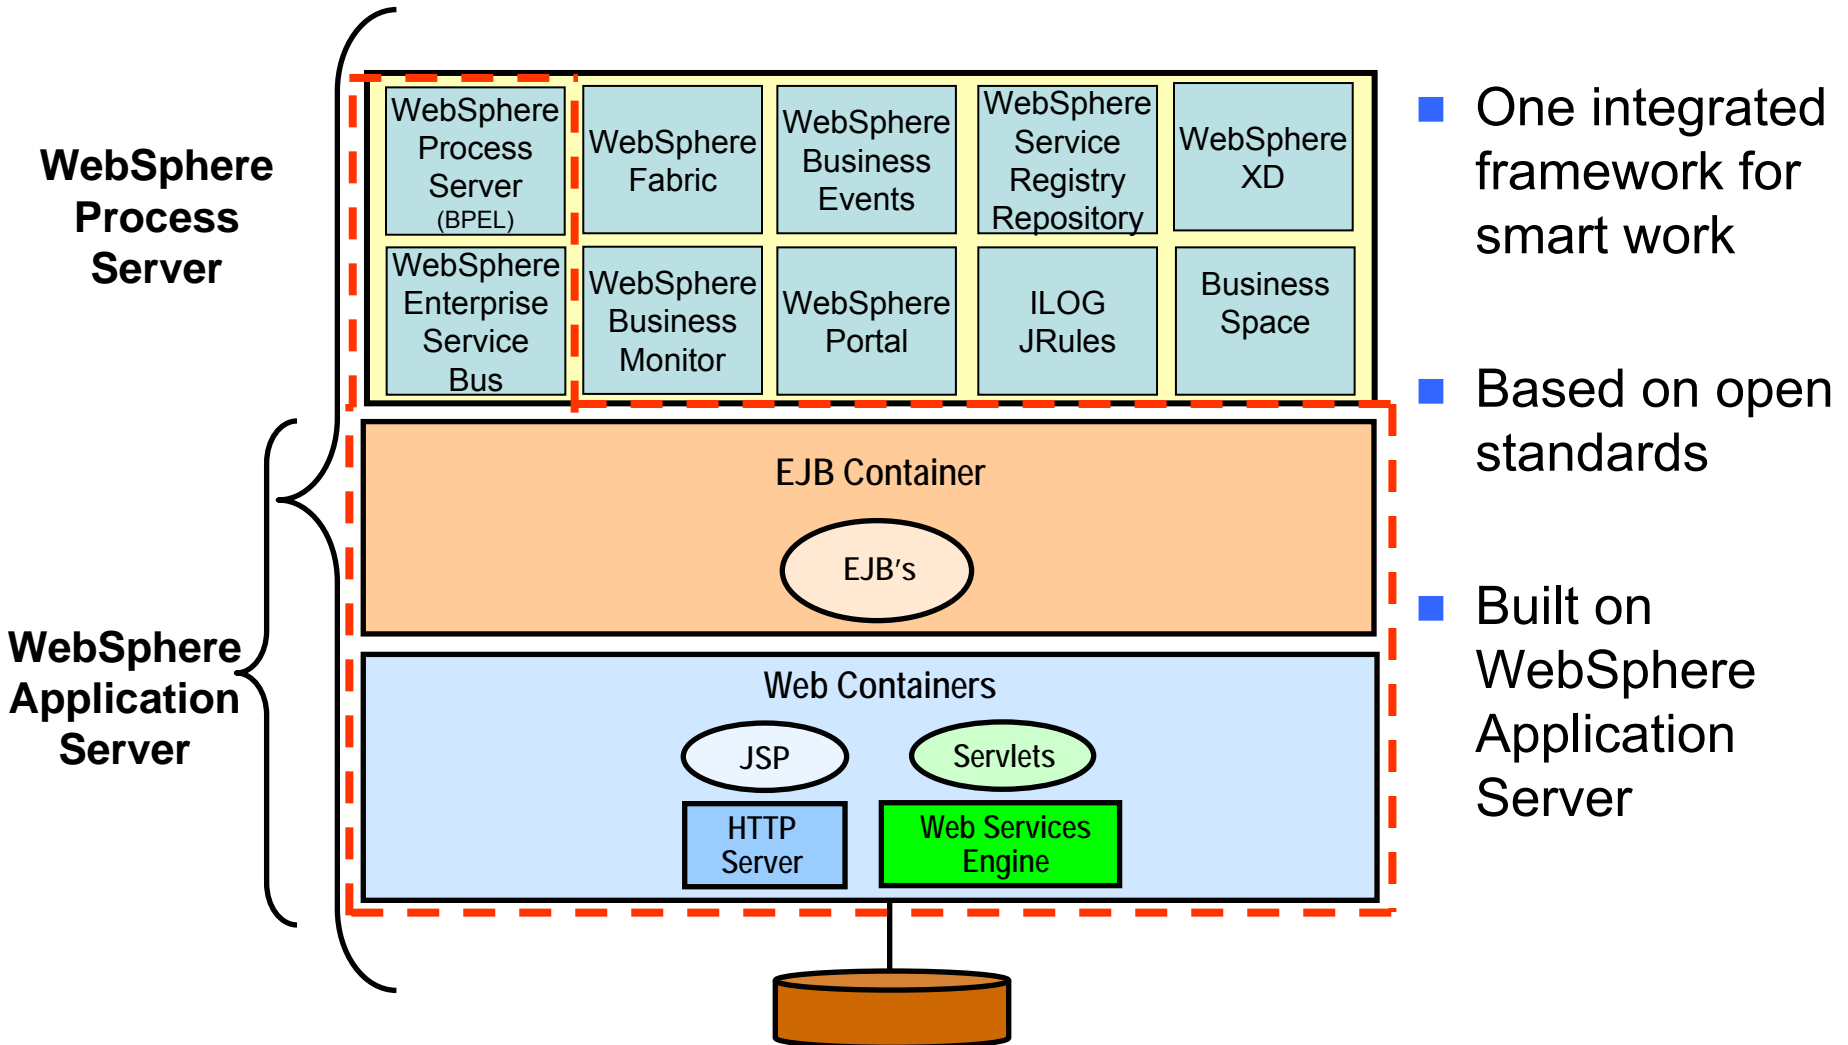 WebSphere
Process
Server
WebSphere
Application
Server
WebSphere
Process
Server
(BPEL)
WebSphere
Fabric
WebSphere
Business
Events
WebSphere
Service
Registry
Repository
WebSphere
XD
WebSphere
Enterprise
Service
Bus
WebSphere
Business
Monitor
WebSphere
Portal
ILOG
JRules
Business
Space
EJB Container
EJB's
Web Containers
JSP
Servlets
HTTP
Server
Web Services
Engine
One integrated
framework for
smart work
Based on open
standards
Built on
WebSphere
Application
Server